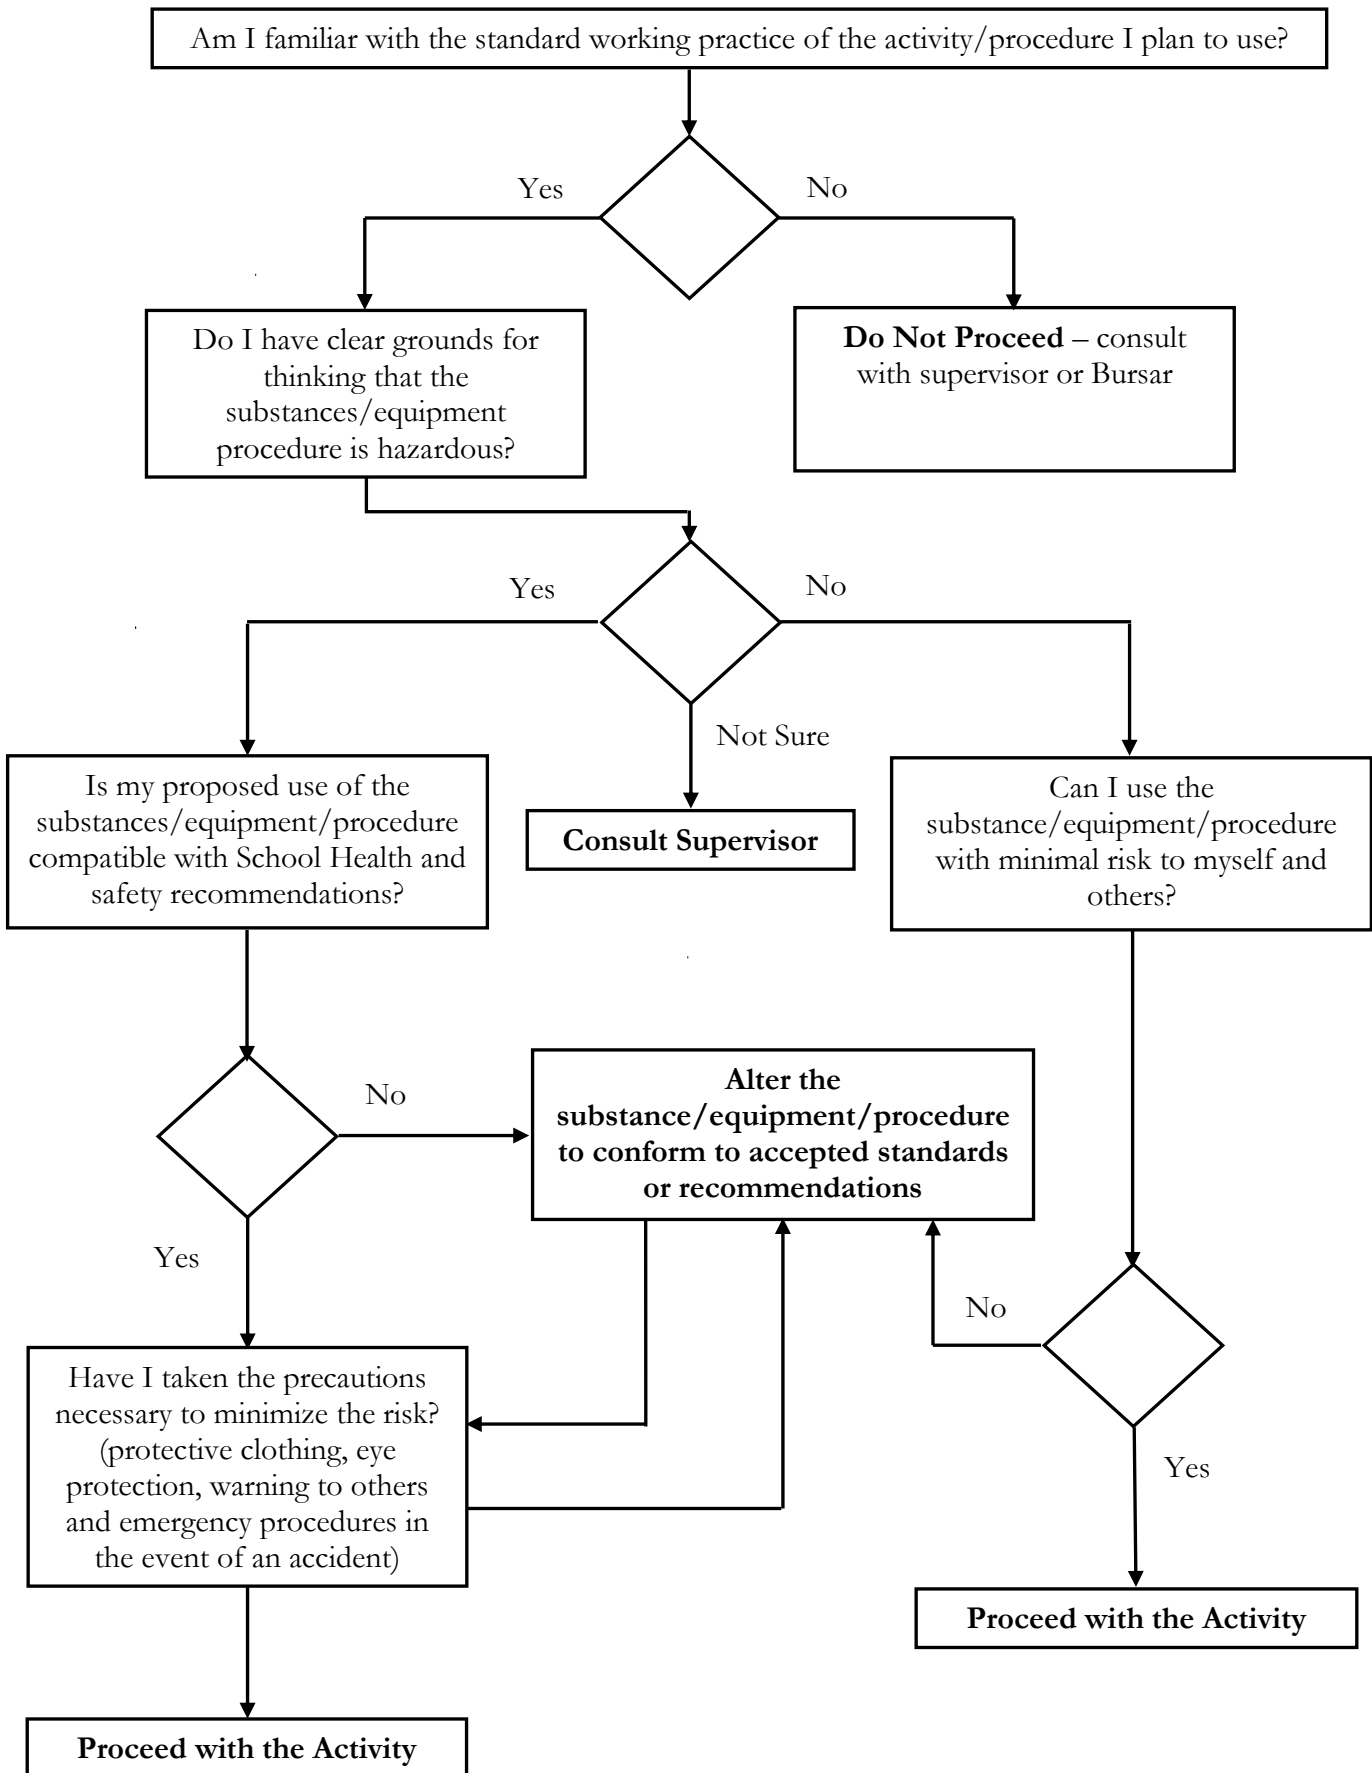 Am I familiar with the standard working practice of the activity/procedure I plan to use?
Yes
No
Do I have clear grounds for
thinking that the
substances/equipment
procedure is hazardous?
Do Not Proceed – consult
with supervisor or Bursar
Yes
No
Not Sure
Is my proposed use of the
substances/equipment/procedure
compatible with School Health and
safety recommendations?
Consult Supervisor
Can I use the
substance/equipment/procedure
with minimal risk to myself and
others?
No
Alter the
substance/equipment/procedure
to conform to accepted standards
or recommendations
Yes
No
Have I taken the precautions
necessary to minimize the risk?
(protective clothing, eye
protection, warning to others
and emergency procedures in
the event of an accident)
Yes
Proceed with the Activity
Proceed with the Activity